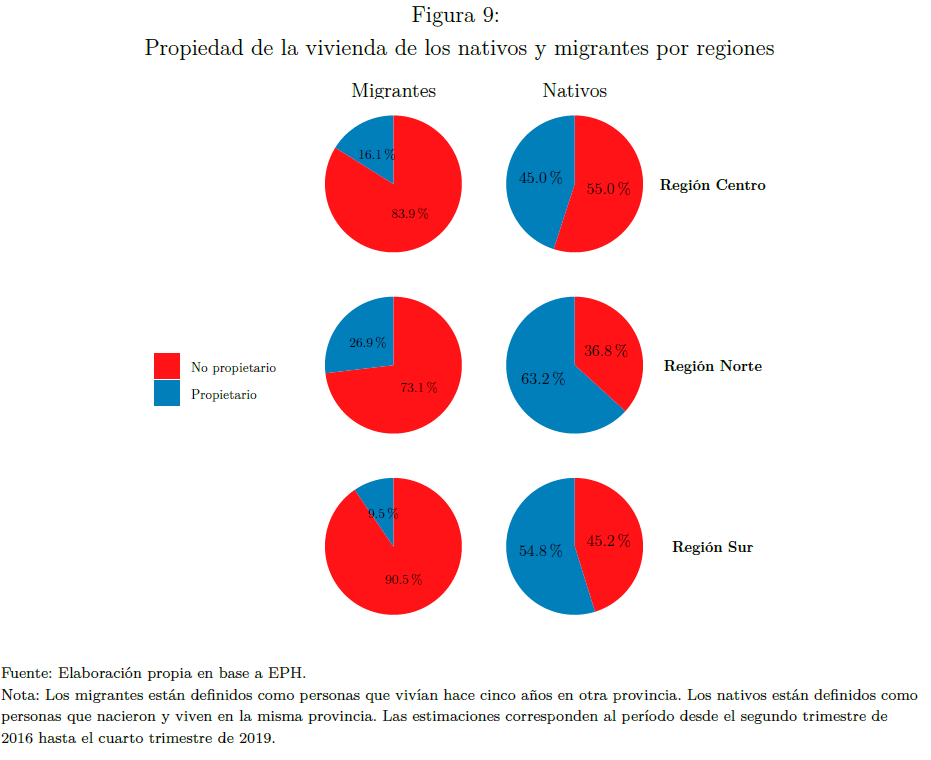 Figura 9:
Propiedad de la vivienda de los nativos y migrantes por regiones
Migrantes
Nativos
16.1 %
83.9 %
45.0 %
55.0 %
Región Centro
26.9 %
73.1 %
36.8 %
63.2 %
Región Norte
No propietario
Propietario
9.5 %
90.5 %
54.8 %
45.2 %
Región Sur
Fuente: Elaboración propia en base a EPH.
Nota: Los migrantes están definidos como personas que vivían hace cinco años en otra provincia. Los nativos están definidos como
personas que nacieron y viven en la misma provincia. Las estimaciones corresponden al período desde el segundo trimestre de
2016 hasta el cuarto trimestre de 2019.